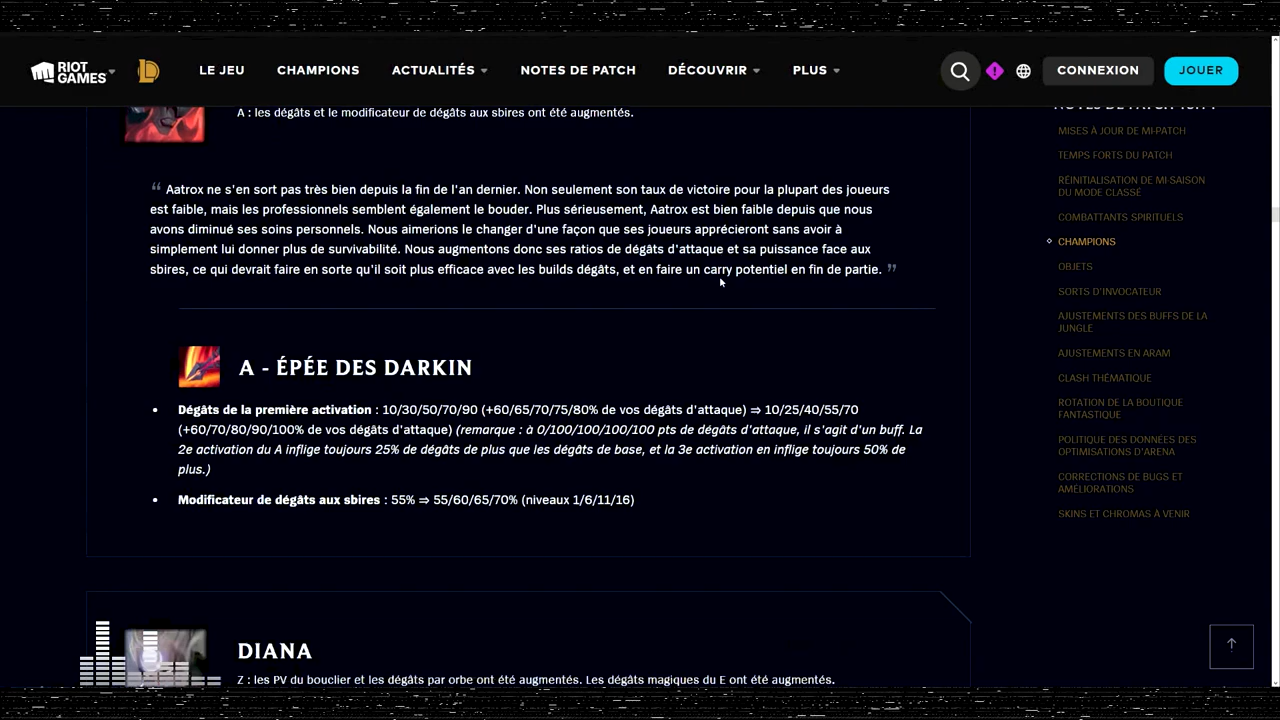 RIOT GAMES
LE JEU
CHAMPIONS
ACTUALITÉS
NOTES DE PATCH
DÉCOUVRIR
PLUS
CONNEXION
JOUER
A : les dégâts et le modificateur de dégâts aux sbires ont été augmentés.
“ Aatrox ne s'en sort pas très bien depuis la fin de l'an dernier. Non seulement son taux de victoire pour la plupart des joueurs
est faible, mais les professionnels semblent également le bouder. Plus sérieusement, Aatrox est bien faible depuis que nous
avons diminué ses soins personnels. Nous aimerions le changer d'une façon que ses joueurs apprécieront sans avoir à
simplement lui donner plus de survivabilité. Nous augmentons donc ses ratios de dégâts d'attaque et sa puissance face aux
sbires, ce qui devrait faire en sorte qu'il soit plus efficace avec les builds dégâts, et en faire un carry potentiel en fin de partie. ”
A - ÉPÉE DES DARKIN
• Dégâts de la première activation : 10/30/50/70/90 (+60/65/70/75/80% de vos dégâts d'attaque) ⇒ 10/25/40/55/70
(+60/70/80/90/100% de vos dégâts d'attaque) (remarque : à 0/100/100/100/100 pts de dégâts d'attaque, il s'agit d'un buff. La
2e activation du A inflige toujours 25% de dégâts de plus que les dégâts de base, et la 3e activation en inflige toujours 50% de
plus.)
• Modificateur de dégâts aux sbires : 55% ⇒ 55/60/65/70% (niveaux 1/6/11/16)
DIANA
Z : les PV du bouclier et les dégâts par orbe ont été augmentés. Les dégâts magiques du E ont été augmentés.
MISES À JOUR DE MI-PATCH
TEMPS FORTS DU PATCH
RÉINITIALISATION DE MI-SAISON
DU MODE CLASSÉ
COMBATTANTS SPIRITUELS
CHAMPIONS
OBJETS
SORTS D'INVOCATEUR
AJUSTEMENTS DES BUFFS DE LA
JUNGLE
AJUSTEMENTS EN ARAM
CLASH THÉMATIQUE
ROTATION DE LA BOUTIQUE
FANTASTIQUE
POLITIQUE DES DONNÉES DES
OPTIMISATIONS D'ARENA
CORRECTIONS DE BUGS ET
AMÉLIORATIONS
SKINS ET CHROMAS À VENIR